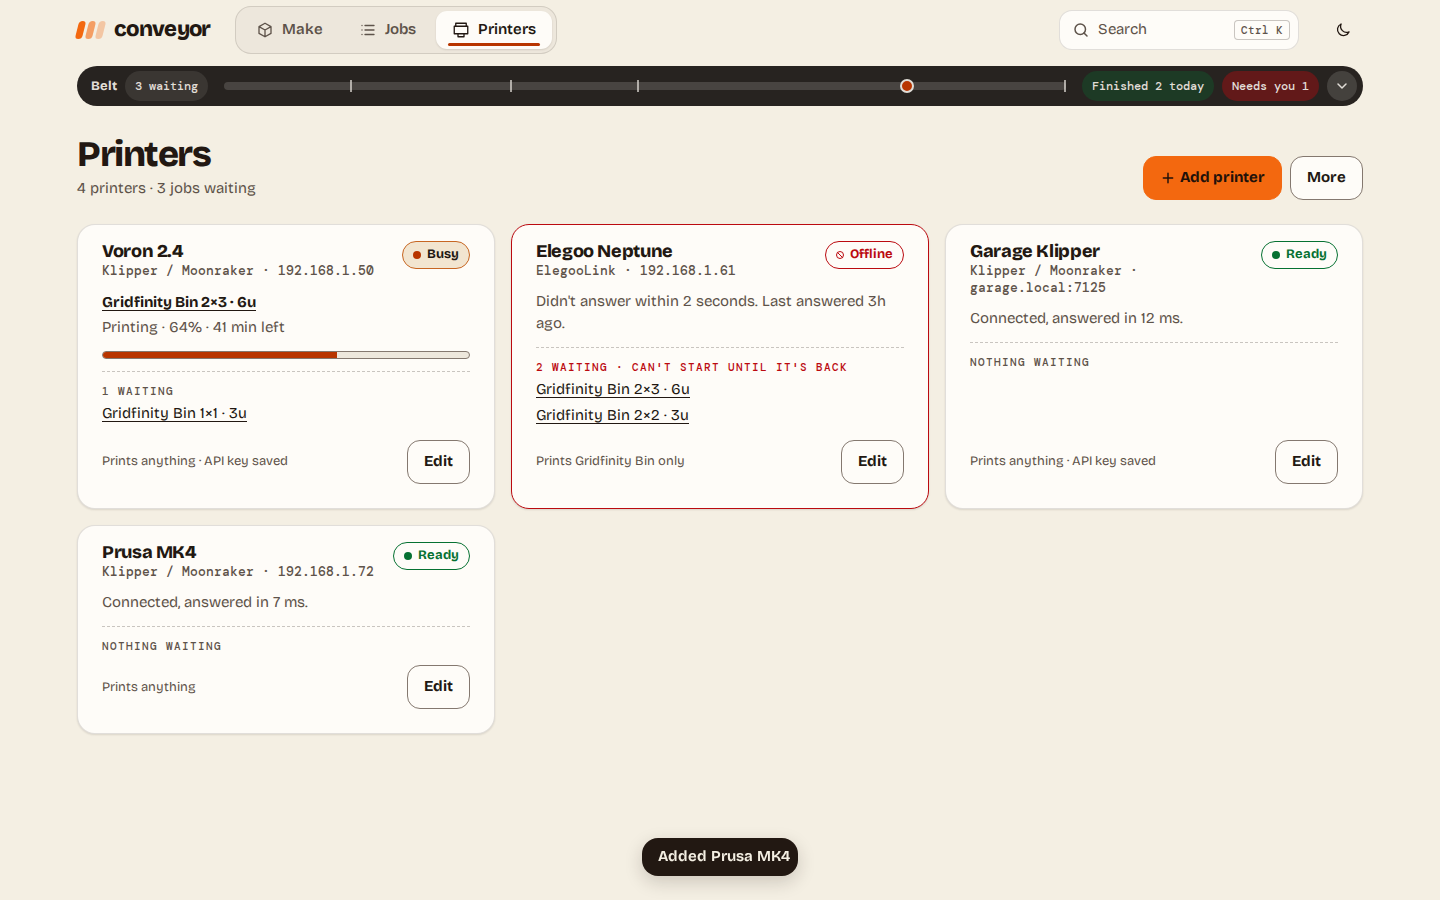 conveyor
Make
Jobs
Printers
Search
Ctrl K
Belt
3 waiting
Finished 2 today
Needs you 1
Printers
4 printers · 3 jobs waiting
+ Add printer
More
Voron 2.4
Busy
Klipper / Moonraker · 192.168.1.50
Gridfinity Bin 2×3 · 6u
Printing · 64% · 41 min left
1 WAITING
Gridfinity Bin 1×1 · 3u
Prints anything · API key saved
Edit
Elegoo Neptune
Offline
ElegooLink · 192.168.1.61
Didn't answer within 2 seconds. Last answered 3h
ago.
2 WAITING · CAN'T START UNTIL IT'S BACK
Gridfinity Bin 2×3 · 6u
Gridfinity Bin 2×2 · 3u
Prints Gridfinity Bin only
Edit
Garage Klipper
Ready
Klipper / Moonraker ·
garage.local:7125
Connected, answered in 12 ms.
NOTHING WAITING
Prints anything · API key saved
Edit
Prusa MK4
Ready
Klipper / Moonraker · 192.168.1.72
Connected, answered in 7 ms.
NOTHING WAITING
Prints anything
Edit
Added Prusa MK4